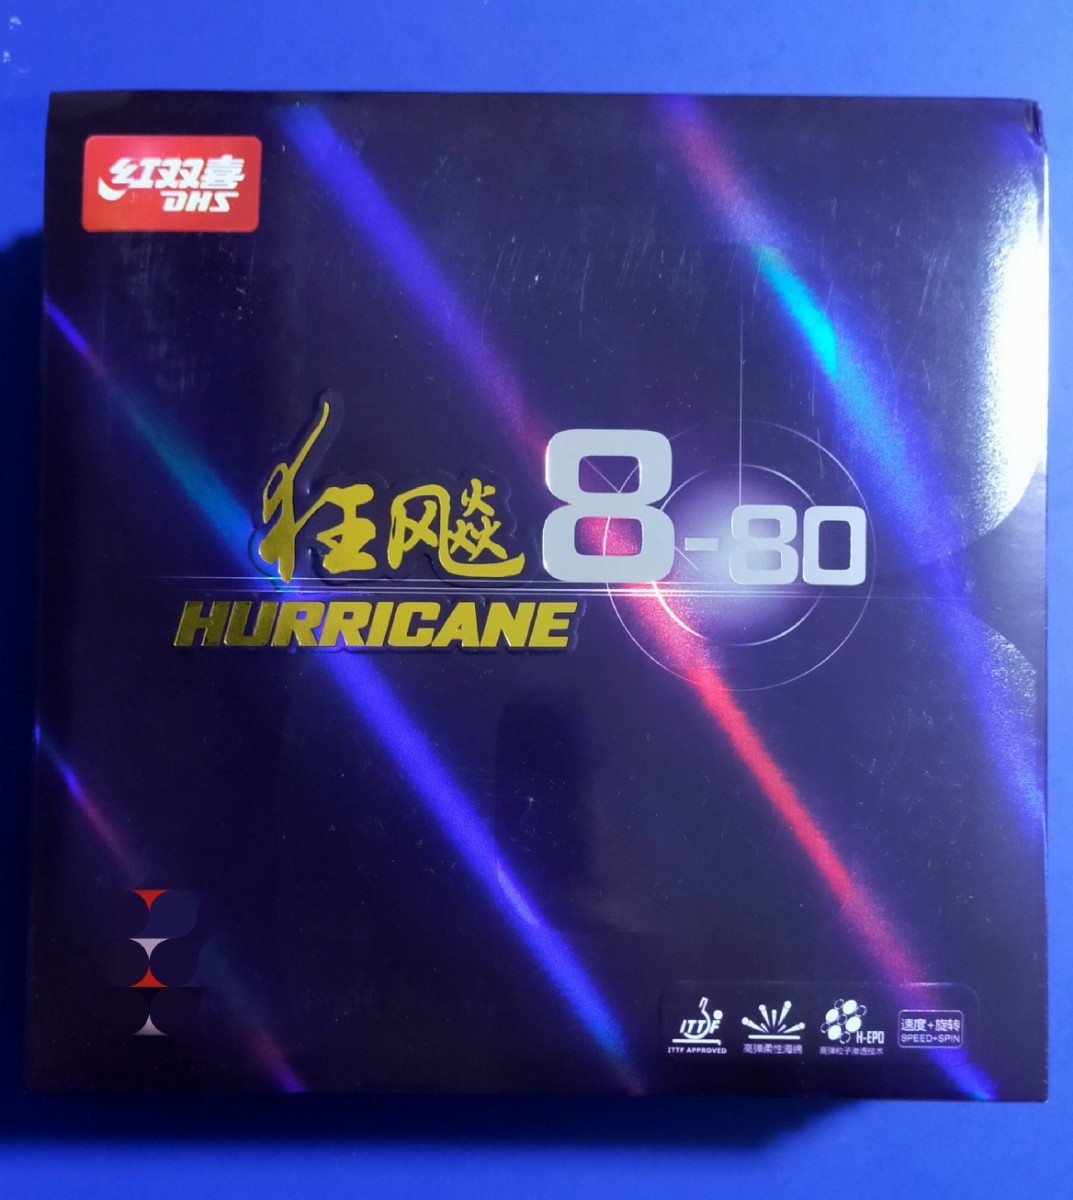 红双喜
DHS
狂飚8-80
HURRICANE
ITTF
ITTF APPROVED
高弹柔性海绵
H-EPO
高弹粒子渗透技术
速度+旋转
SPEED+SPIN